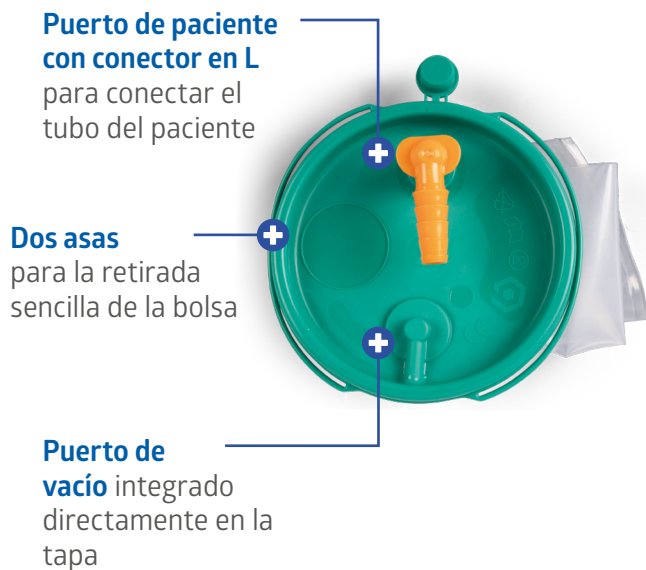 Puerto de paciente
con conector en L
para conectar el
tubo del paciente
Dos asas
para la retirada
sencilla de la bolsa
Puerto de
vacío integrado
directamente en la
tapa